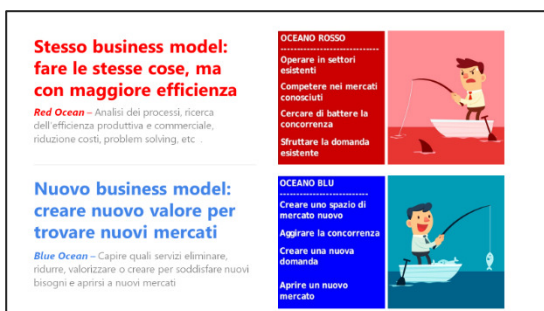 Stesso business model:
fare le stesse cose, ma
con maggiore efficienza
Red Ocean – Analisi dei processi, ricerca
dell'efficienza produttiva e commerciale,
riduzione costi, problem solving, etc .
OCEANO ROSSO
------------------------------
Operare in settori
esistenti
Competere nei mercati
conosciuti
Cercare di battere la
concorrenza
Sfruttare la domanda
esistente
Nuovo business model:
creare nuovo valore per
trovare nuovi mercati
Blue Ocean – Capire quali servizi eliminare,
ridurre, valorizzare o creare per soddisfare nuovi
bisogni e aprirsi a nuovi mercati
OCEANO BLU
---------------------------
Creare uno spazio di
mercato nuovo
Aggirare la concorrenza
Creare una nuova
domanda
Aprire un nuovo
mercato